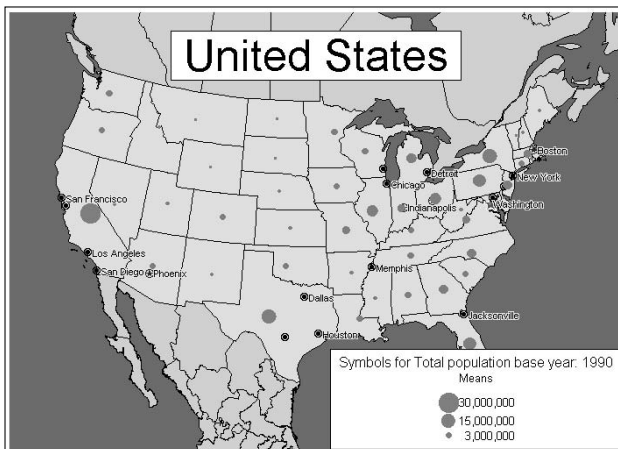 United States
Boston
Detroit
New York
Chicago
San Francisco
Indianapolis
Washington
Los Angeles
Memphis
San Diego
Phoenix
Dallas
Jacksonville
Houston
Symbols for Total population base year: 1990
Means
30,000,000
15,000,000
3,000,000